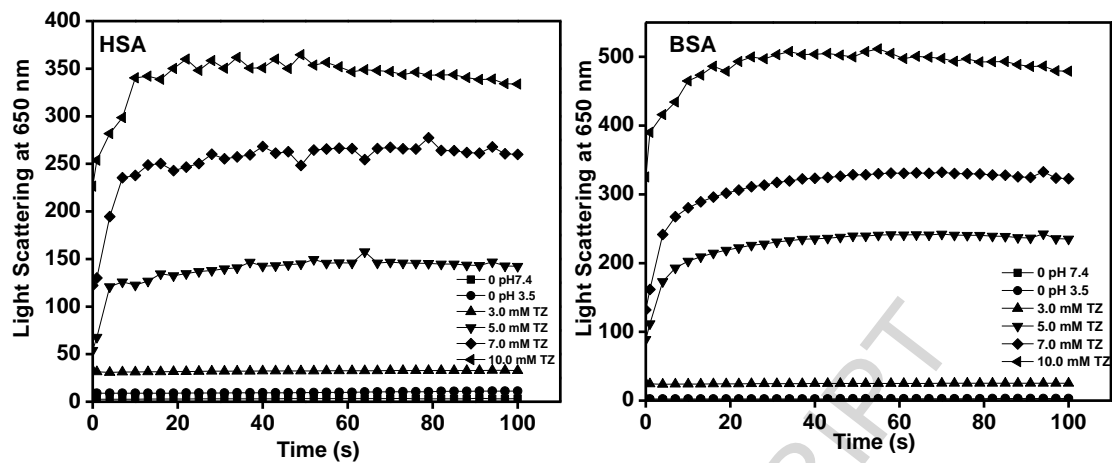 HSA
Light Scattering at 650 nm
400
350
300
250
200
150
100
50
0
0 20 40 60 80 100
Time (s)
0 pH7.4
0 pH 3.5
3.0 mM TZ
5.0 mM TZ
7.0 mM TZ
10.0 mM TZ
BSA
Light Scattering at 650 nm
500
400
300
200
100
0
0 20 40 60 80 100
Time (s)
0 pH 7.4
0 pH 3.5
3.0 mM TZ
5.0 mM TZ
7.0 mM TZ
10.0 mM TZ
RIPT